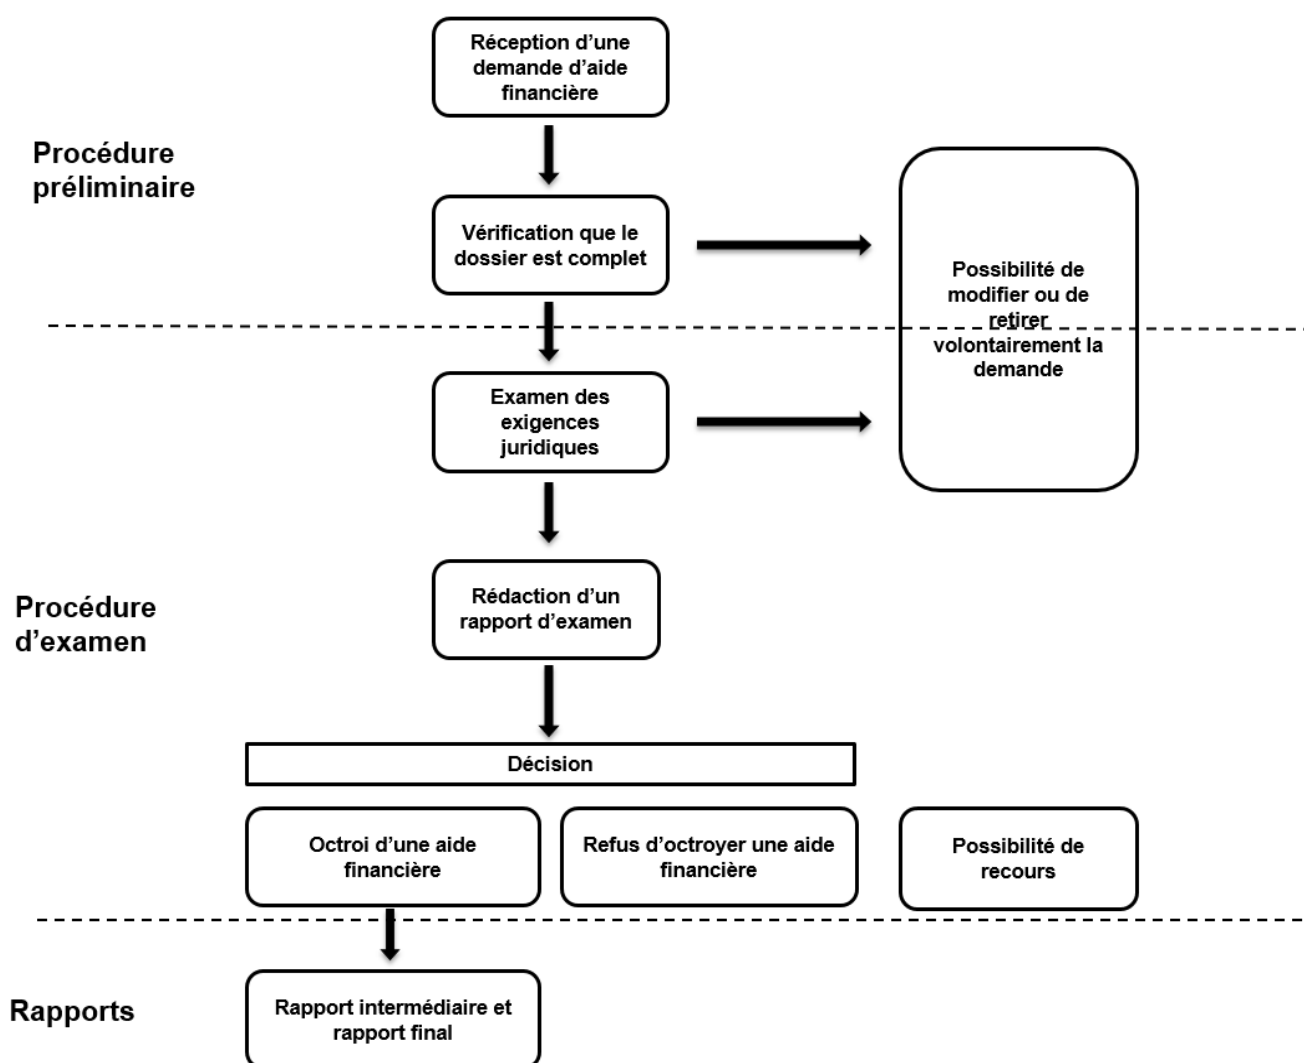 Réception d’une
demande d’aide
financière
Procédure
préliminaire
Vérification que le
dossier est complet
Possibilité de
modifier ou de
retirer
volontairement la
demande
Examen des
exigences
juridiques
Procédure
d’examen
Rédaction d’un
rapport d’examen
Décision
Octroi d’une aide
financière
Refus d’octroyer une aide
financière
Possibilité de
recours
Rapports
Rapport intermédiaire et
rapport final